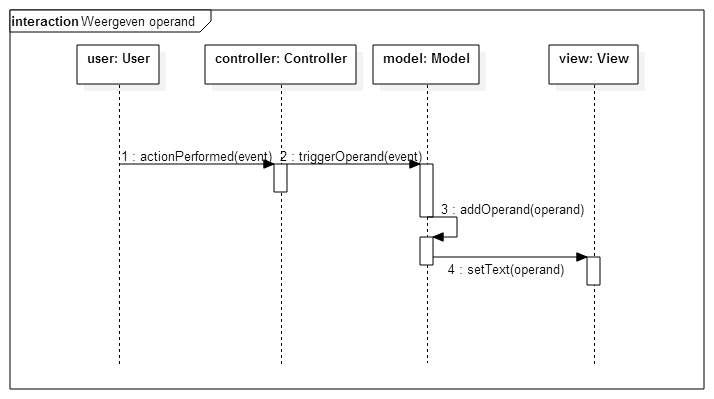 interaction Weergeven operand
user: User
controller: Controller
model: Model
view: View
1 : actionPerformed(event)
2 : triggerOperand(event)
3 : addOperand(operand)
4 : setText(operand)